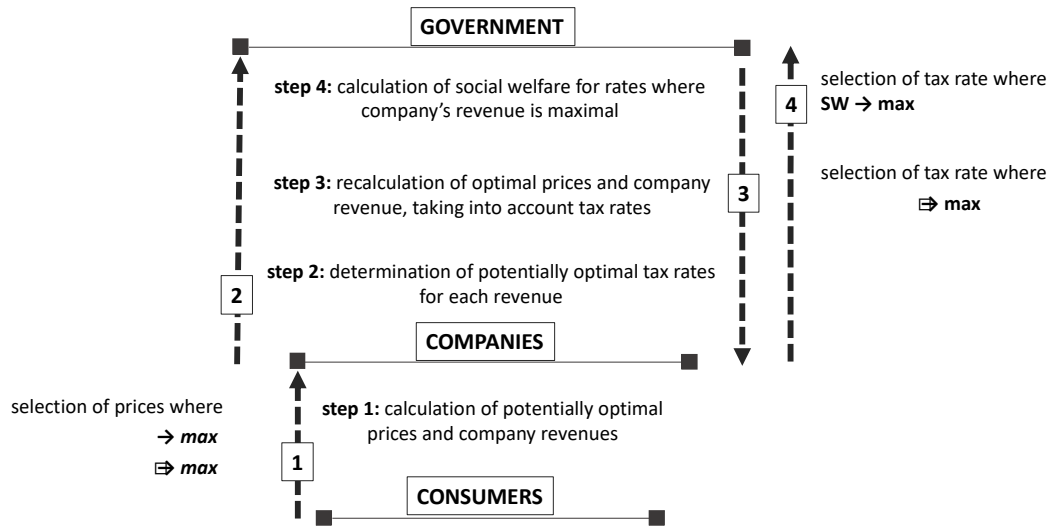 GOVERNMENT
step 4: calculation of social welfare for rates where
company's revenue is maximal
4
selection of tax rate where
SW → max
step 3: recalculation of optimal prices and company
revenue, taking into account tax rates
3
selection of tax rate where
⍈ max
step 2: determination of potentially optimal tax rates
for each revenue
2
COMPANIES
selection of prices where
→ max
⍈ max
step 1: calculation of potentially optimal
prices and company revenues
1
CONSUMERS